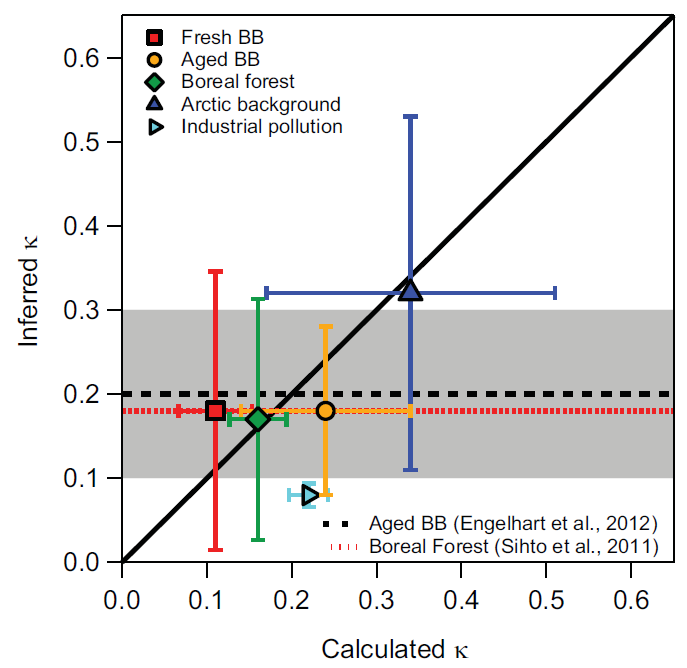 Fresh BB
Aged BB
Boreal forest
Arctic background
Industrial pollution
Inferred κ
0.6
0.5
0.4
0.3
0.2
0.1
0.0
Aged BB (Engelhart et al., 2012)
Boreal Forest (Sihto et al., 2011)
0.0 0.1 0.2 0.3 0.4 0.5 0.6
Calculated κ